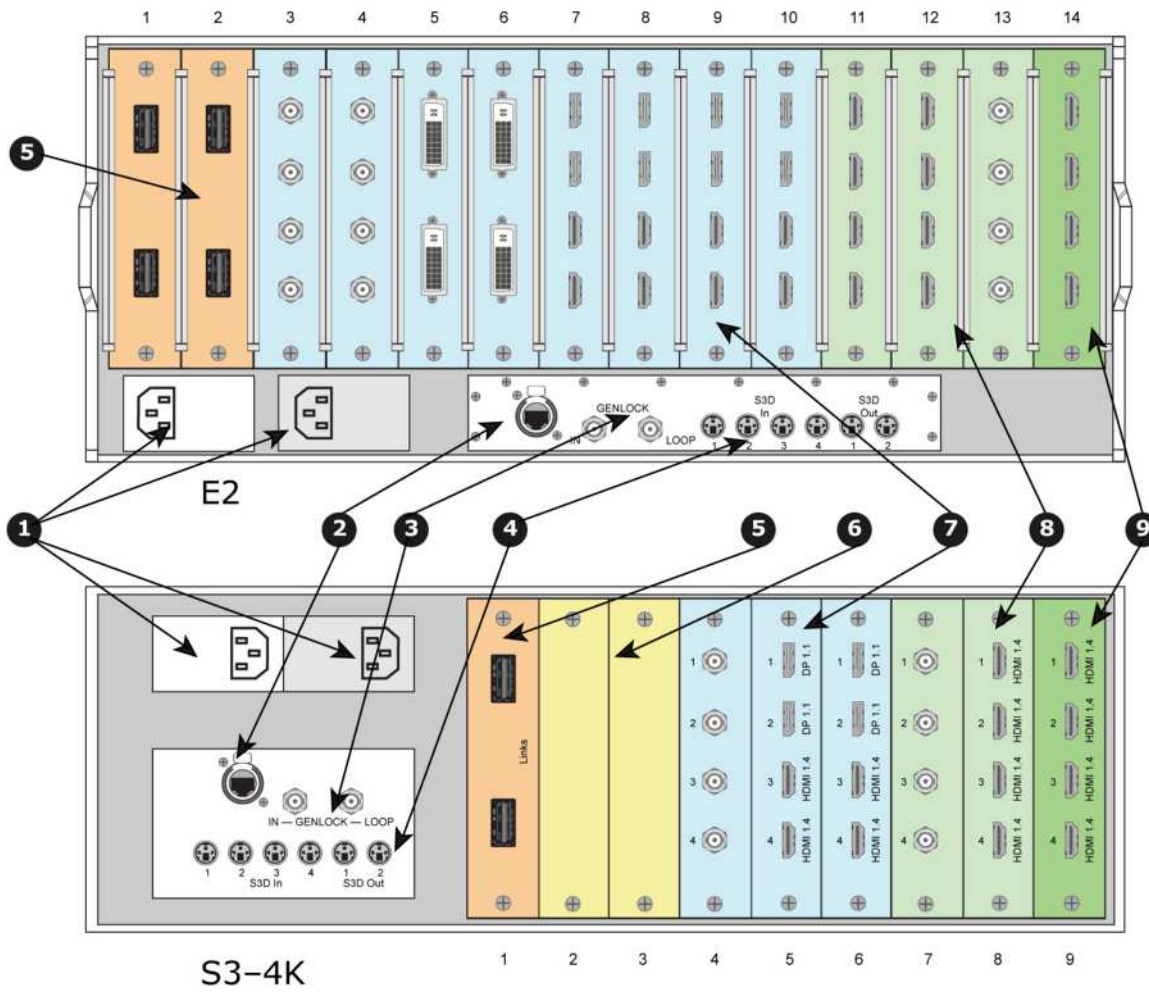 1 2 3 4 5 6 7 8 9 10 11 12 13 14
5
GENLOCK
IN
LOOP
S3D
In
S3D
Out
1 2 3 4 1 2
E2
1 2 3 4 5 6 7 8 9
Links
1 DP 1.1 1 DP 1.1 1 1 HDMI 1.4 1 HDMI 1.4
1
2 DP 1.1 2 DP 1.1 2 2 HDMI 1.4 2 HDMI 1.4
2
3 HDMI 1.4 3 HDMI 1.4 3 3 HDMI 1.4 3 HDMI 1.4
3
4 HDMI 1.4 4 HDMI 1.4 4 4 HDMI 1.4 4 HDMI 1.4
4
IN — GENLOCK — LOOP
1 2 3 4 1 2
S3D In S3D Out
1 2 3 4 5 6 7 8 9
S3–4K